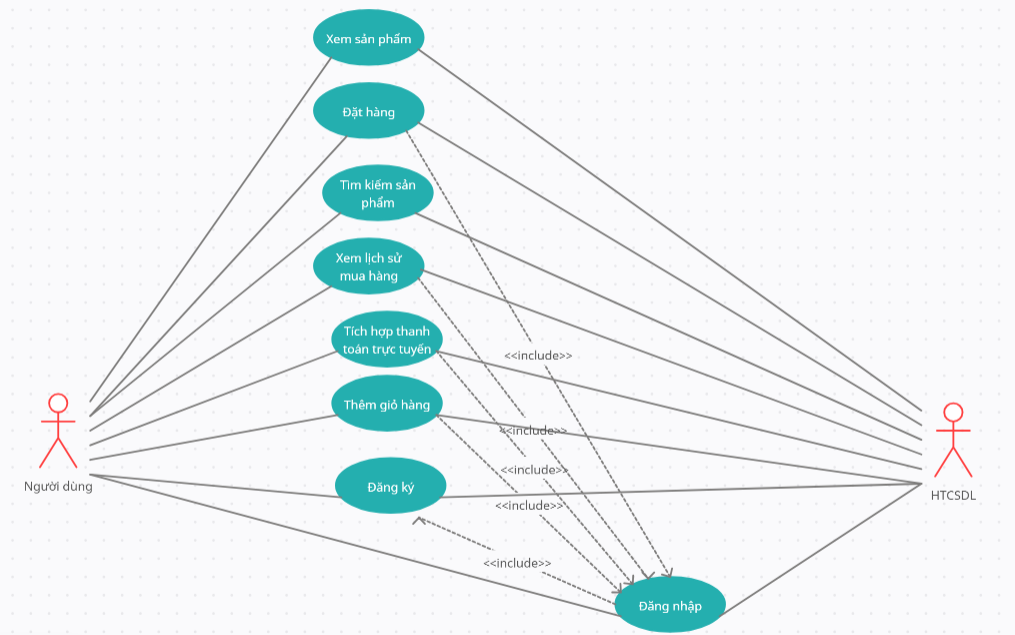 Xem sản phẩm
Đặt hàng
Tìm kiếm sản
phẩm
Xem lịch sử
mua hàng
Tích hợp thanh
toán trực tuyến
<<include>>
Thêm giỏ hàng
<<include>>
<<include>>
Người dùng
Đăng ký
HTCSDL
<<include>>
<<include>>
Đăng nhập